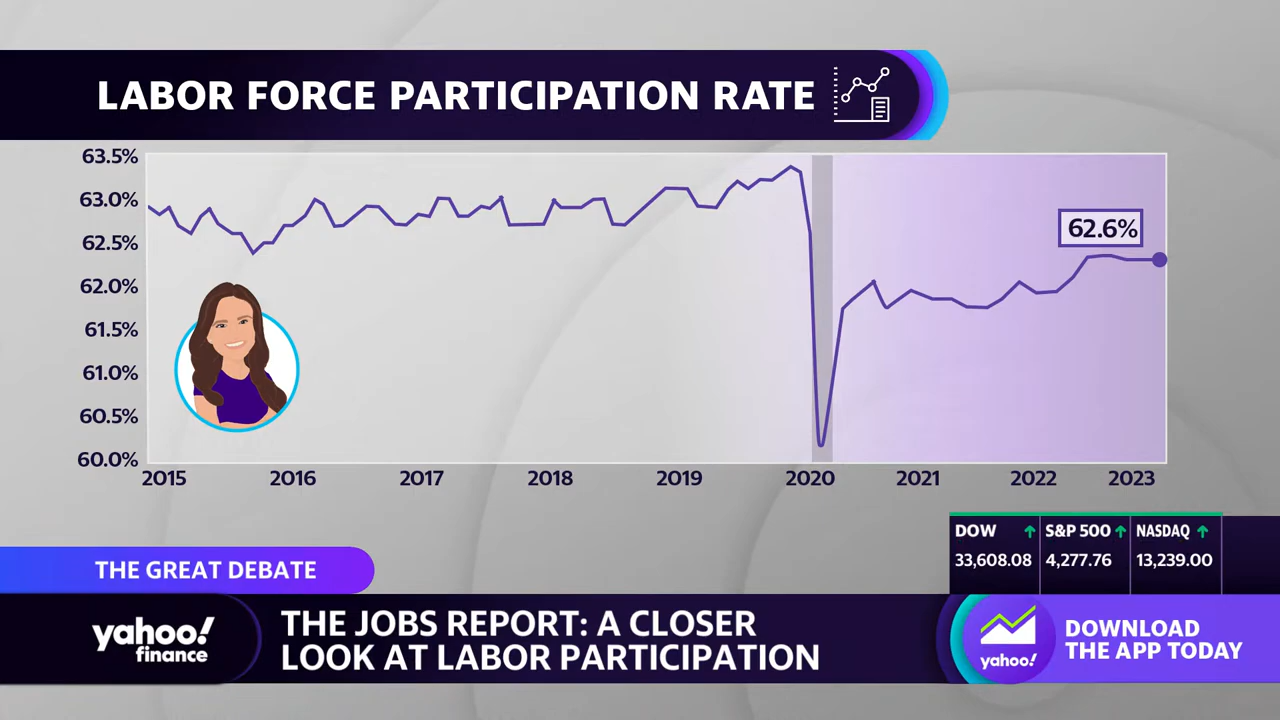 LABOR FORCE PARTICIPATION RATE
63.5%
63.0%
62.5%
62.0%
61.5%
61.0%
60.5%
60.0%
62.6%
2015 2016 2017 2018 2019 2020 2021 2022 2023
DOW S&P 500 NASDAQ
33,608.08 4,277.76 13,239.00
THE GREAT DEBATE
yahoo!
finance
THE JOBS REPORT: A CLOSER
LOOK AT LABOR PARTICIPATION
yahoo!
DOWNLOAD
THE APP TODAY